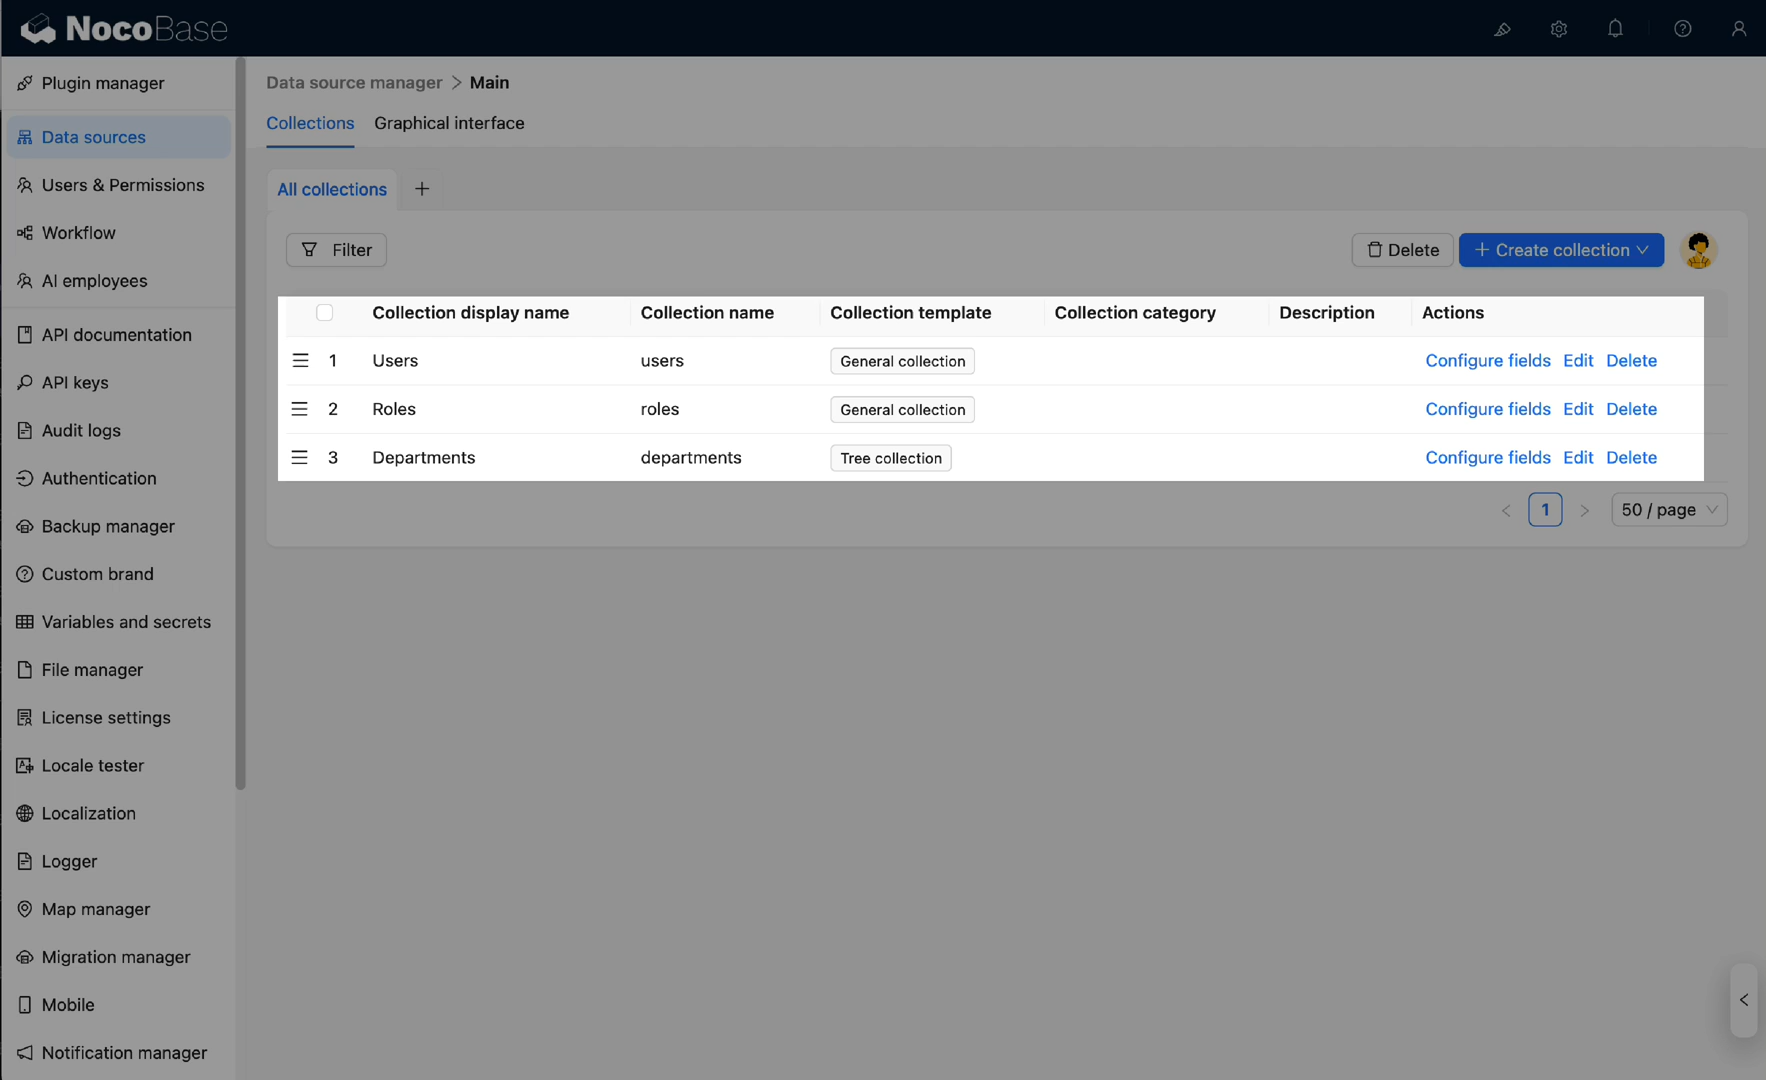 NocoBase
Plugin manager
Data sources
Users & Permissions
Workflow
AI employees
API documentation
API keys
Audit logs
Authentication
Backup manager
Custom brand
Variables and secrets
File manager
License settings
Locale tester
Localization
Logger
Map manager
Migration manager
Mobile
Notification manager
Data source manager > Main
Collections Graphical interface
All collections +
Filter Delete + Create collection
Collection display name Collection name Collection template Collection category Description Actions
1 Users users General collection Configure fields Edit Delete
2 Roles roles General collection Configure fields Edit Delete
3 Departments departments Tree collection Configure fields Edit Delete
< 1 > 50 / page